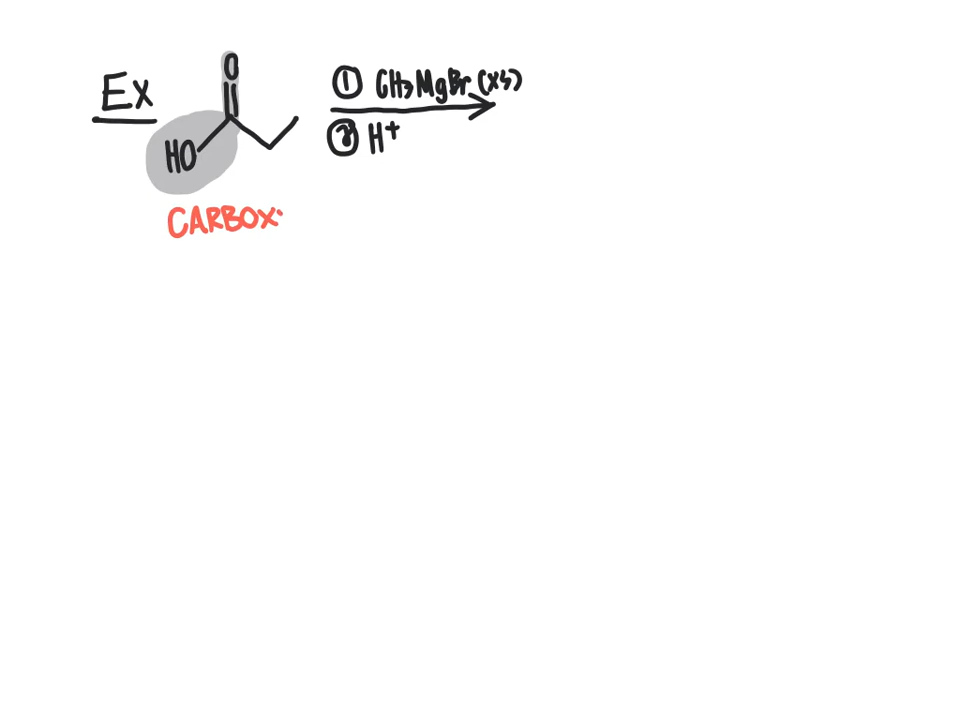 Ex
O
HO
① CH3MgBr (xs)
② H+
CARBOX.